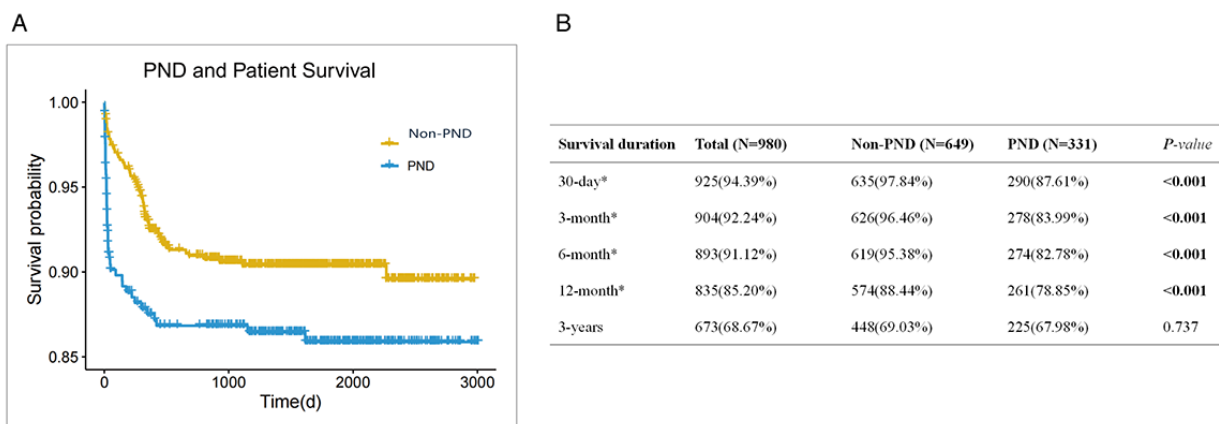 A
PND and Patient Survival
1.00
0.95
0.90
0.85
Survival probability
Non-PND
PND
0
1000
2000
3000
Time(d)
B
Survival duration Total (N=980) Non-PND (N=649) PND (N=331) P-value
30-day* 925(94.39%) 635(97.84%) 290(87.61%) <0.001
3-month* 904(92.24%) 626(96.46%) 278(83.99%) <0.001
6-month* 893(91.12%) 619(95.38%) 274(82.78%) <0.001
12-month* 835(85.20%) 574(88.44%) 261(78.85%) <0.001
3-years 673(68.67%) 448(69.03%) 225(67.98%) 0.737